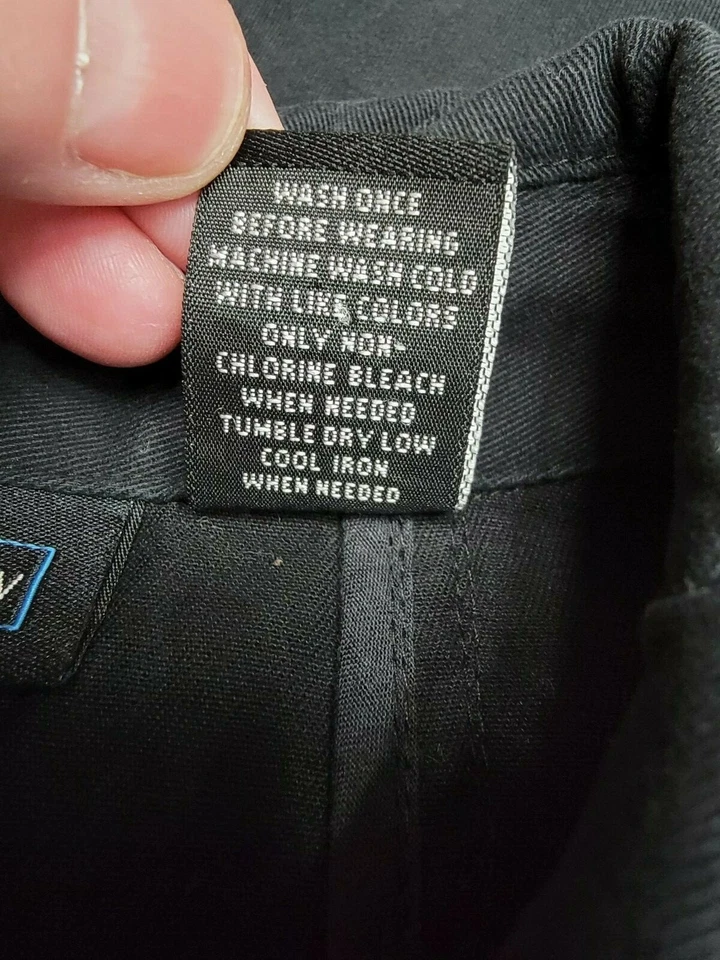 WASH ONCE
BEFORE WEARING
MACHINE WASH COLD
WITH LIKE COLORS
ONLY NON-
CHLORINE BLEACH
WHEN NEEDED
TUMBLE DRY LOW
COOL IRON
WHEN NEEDED